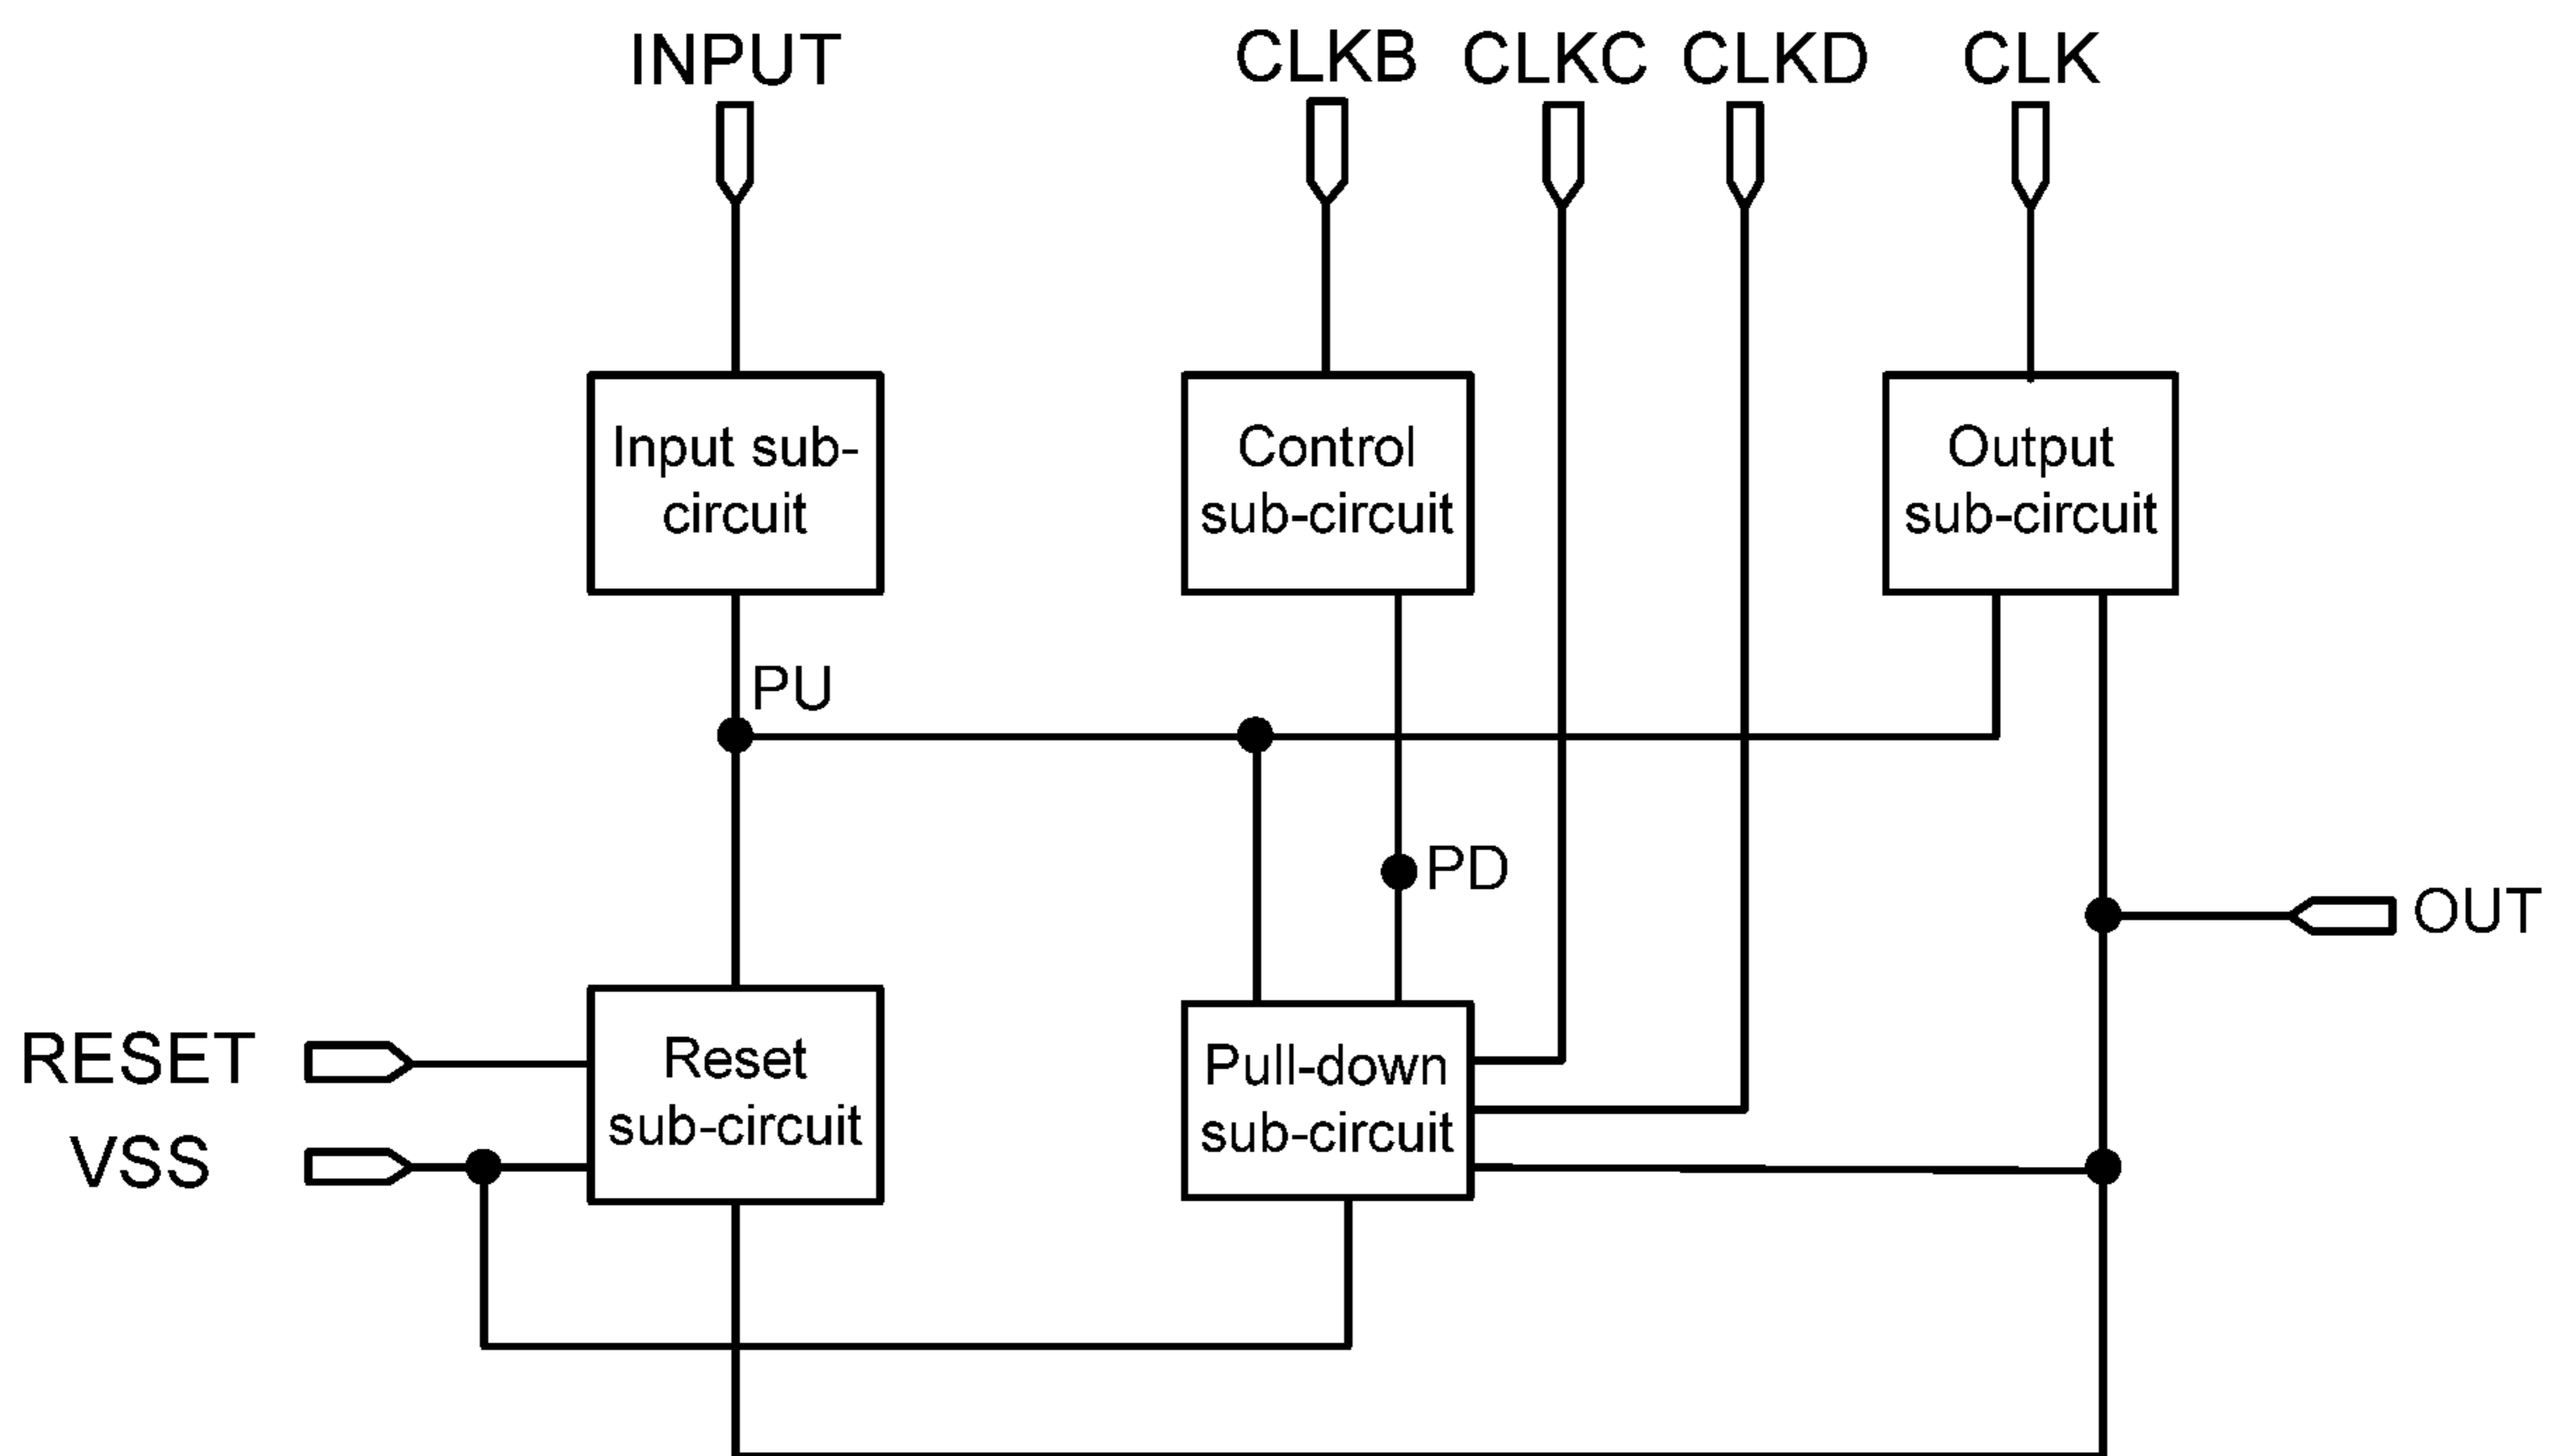 INPUT
CLKB
CLKC
CLKD
CLK
Input sub-
circuit
Control
sub-circuit
Output
sub-circuit
PU
PD
OUT
RESET
VSS
Reset
sub-circuit
Pull-down
sub-circuit